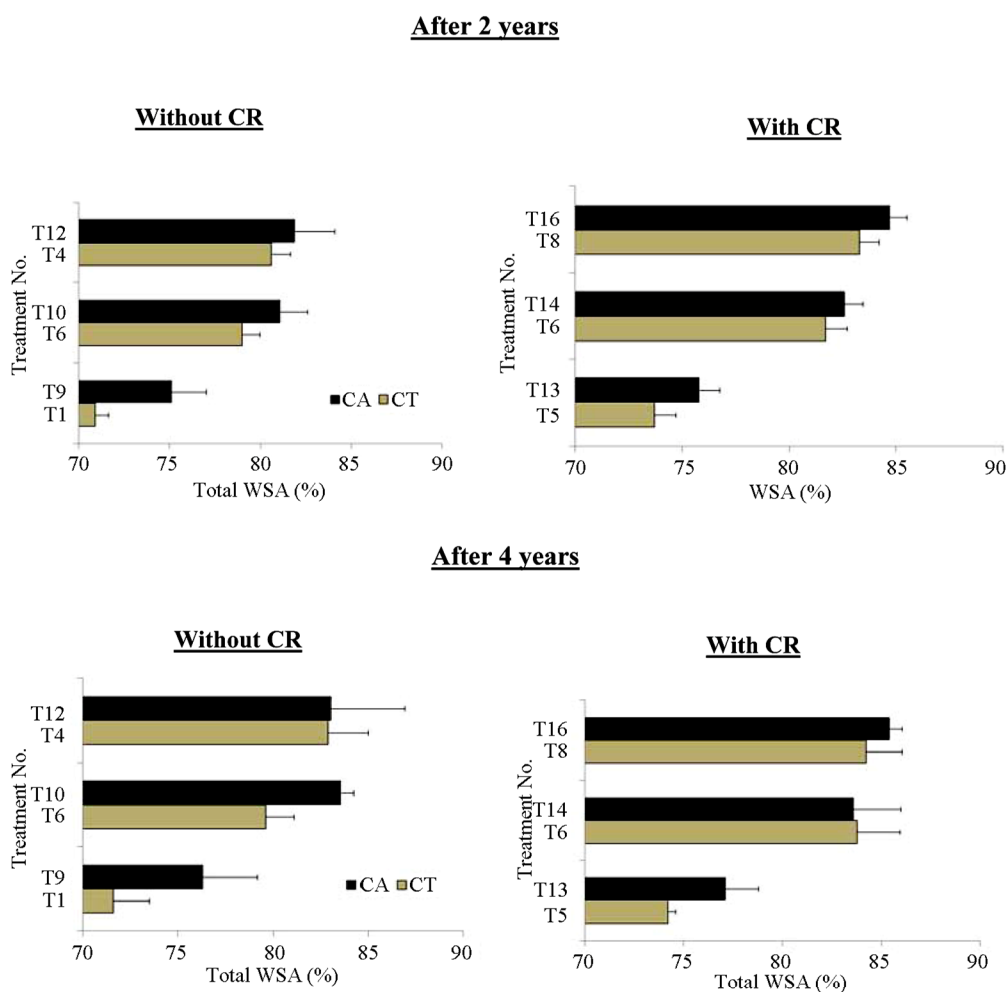 After 2 years
Without CR
Treatment No.
T12
T4
T10
T6
T9
T1
CA CT
70 75 80 85 90
Total WSA (%)
With CR
Treatment No.
T16
T8
T14
T6
T13
T5
70 75 80 85 90
WSA (%)
After 4 years
Without CR
Treatment No.
T12
T4
T10
T6
T9
T1
CA CT
70 75 80 85 90
Total WSA (%)
With CR
Treatment No.
T16
T8
T14
T6
T13
T5
70 75 80 85 90
Total WSA (%)